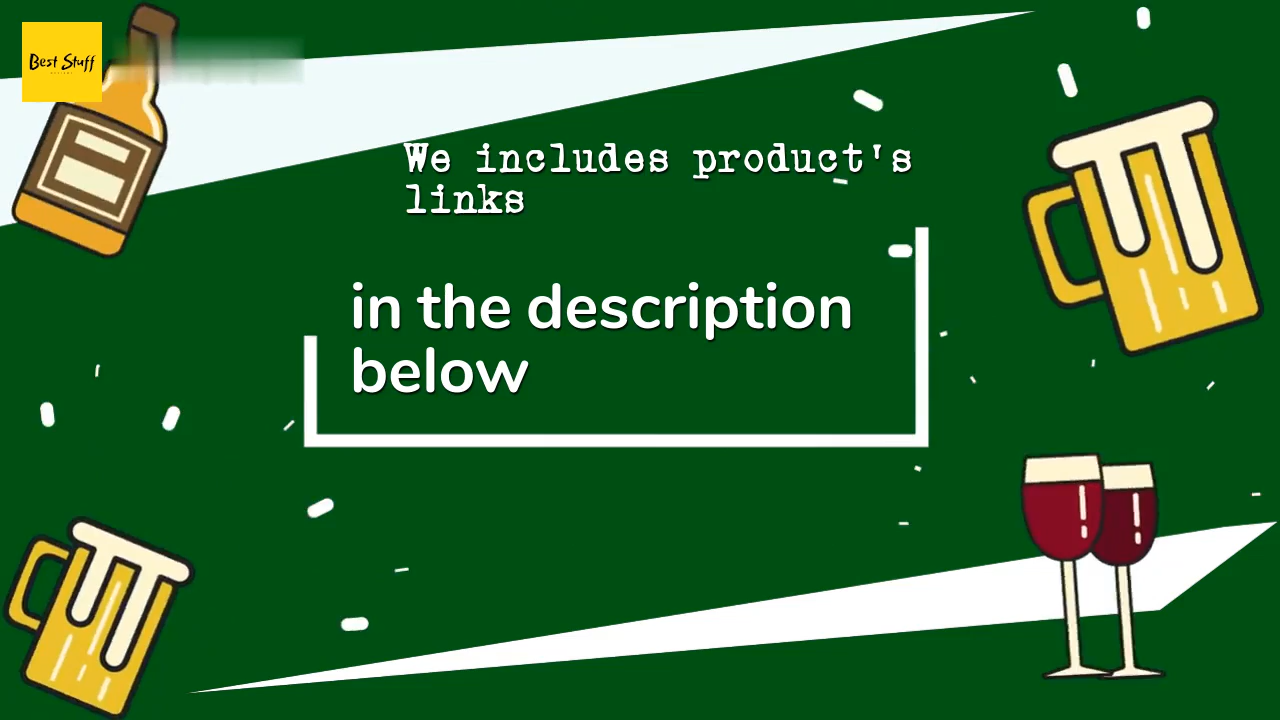 Best Stuff
We includes product's
links
in the description
below